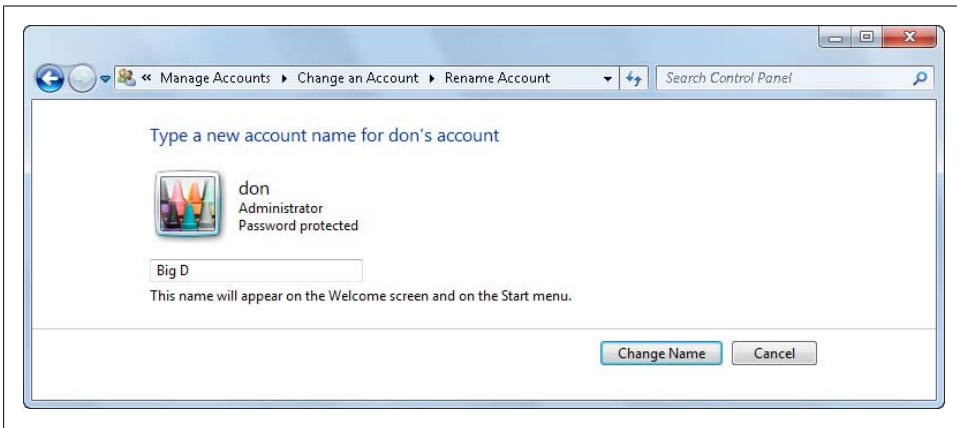 « Manage Accounts ▸ Change an Account ▸ Rename Account
Search Control Panel
Type a new account name for don's account
don
Administrator
Password protected
Big D
This name will appear on the Welcome screen and on the Start menu.
Change Name
Cancel